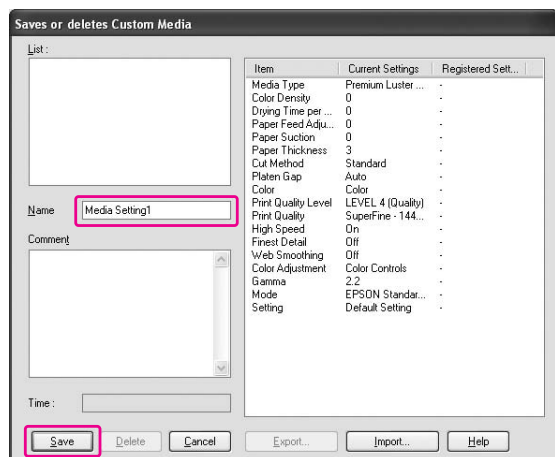 Saves or deletes Custom Media
List :
Name
Media Setting1
Comment
Time :
Item Current Settings Registered Sett...
Media Type Premium Luster ... -
Color Density 0 -
Drying Time per ... 0 -
Paper Feed Adju... 0 -
Paper Suction 0 -
Paper Thickness 3 -
Cut Method Standard -
Platen Gap Auto -
Color Color -
Print Quality Level LEVEL 4 (Quality) -
Print Quality SuperFine - 144... -
High Speed On -
Finest Detail Off -
Web Smoothing Off -
Color Adjustment Color Controls -
Gamma 2.2 -
Mode EPSON Standar... -
Setting Default Setting -
Save Delete Cancel Export... Import... Help